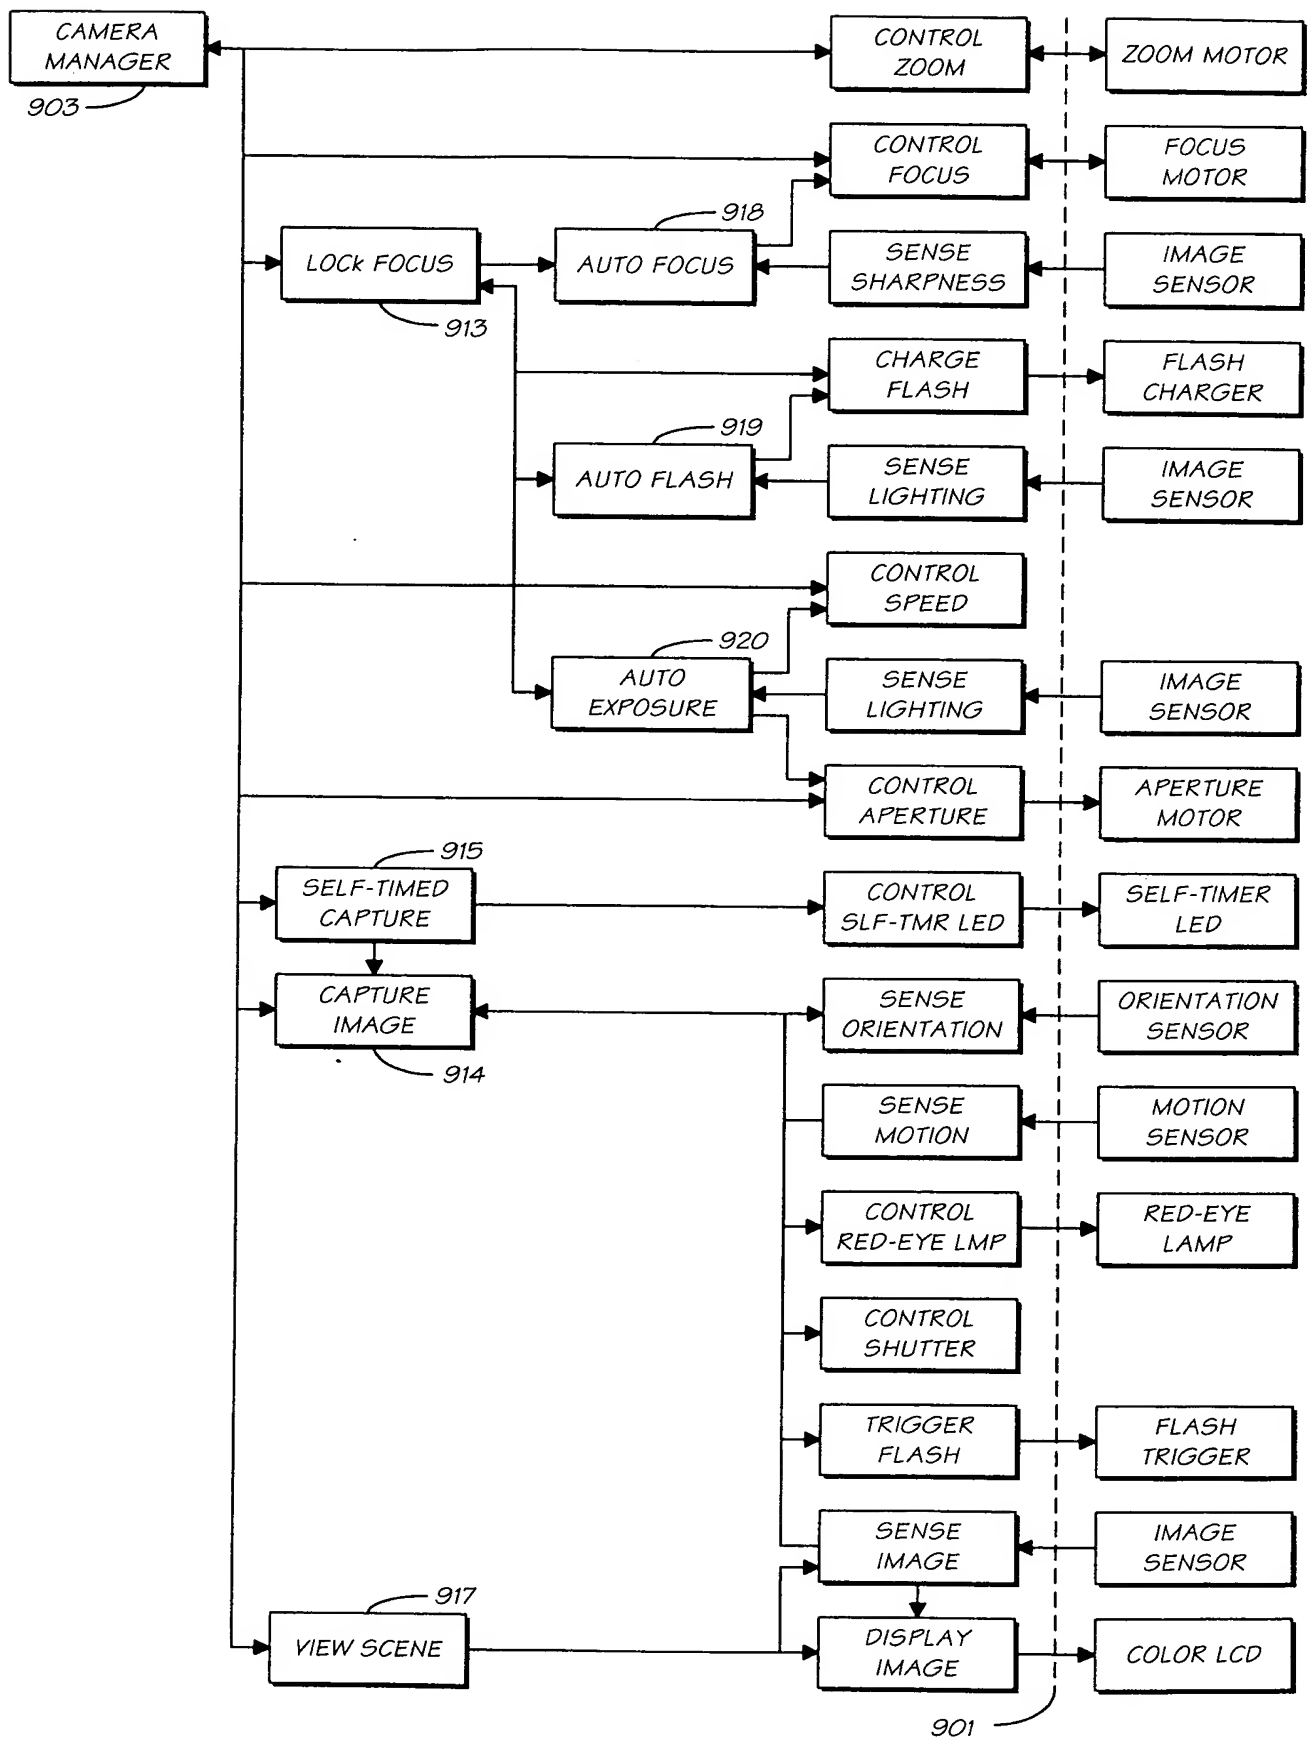 CAMERA
MANAGER
903
CONTROL
ZOOM
ZOOM MOTOR
CONTROL
FOCUS
FOCUS
MOTOR
918
LOCK FOCUS
913
AUTO FOCUS
SENSE
SHARPNESS
IMAGE
SENSOR
CHARGE
FLASH
FLASH
CHARGER
919
AUTO FLASH
SENSE
LIGHTING
IMAGE
SENSOR
CONTROL
SPEED
920
AUTO
EXPOSURE
SENSE
LIGHTING
IMAGE
SENSOR
CONTROL
APERTURE
APERTURE
MOTOR
915
SELF-TIMED
CAPTURE
CONTROL
SLF-TMR LED
SELF-TIMER
LED
CAPTURE
IMAGE
914
SENSE
ORIENTATION
ORIENTATION
SENSOR
SENSE
MOTION
MOTION
SENSOR
CONTROL
RED-EYE LMP
RED-EYE
LAMP
CONTROL
SHUTTER
TRIGGER
FLASH
FLASH
TRIGGER
SENSE
IMAGE
IMAGE
SENSOR
917
VIEW SCENE
DISPLAY
IMAGE
COLOR LCD
901